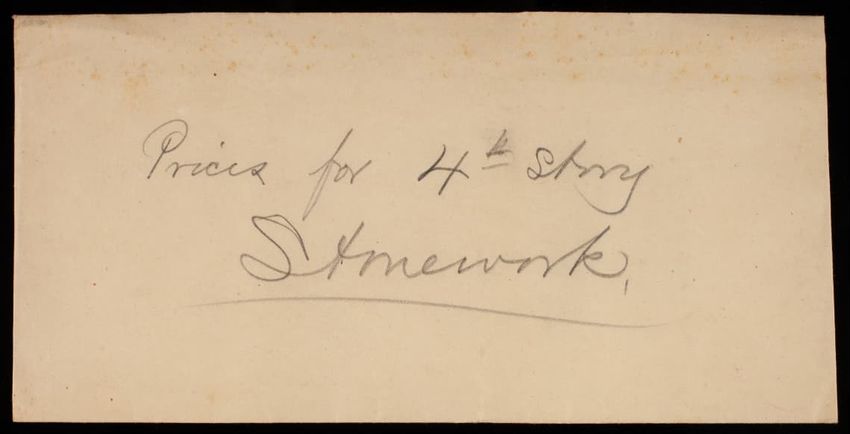 Prices for 4th Story
Stonework,